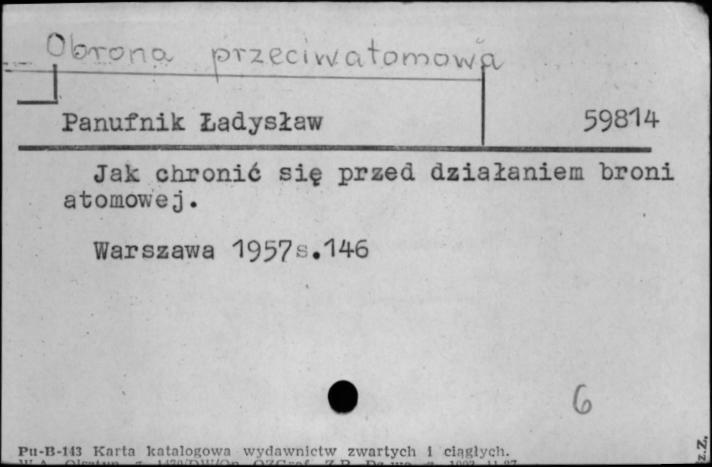 Obrona przeciwatomowa
Panufnik Ładysław 59814
Jak chronić się przed działaniem broni
atomowej.
Warszawa 1957s.146
6
Pu-B-143 Karta katalogowa wydawnictw zwartych i ciągłych.
z.Z.